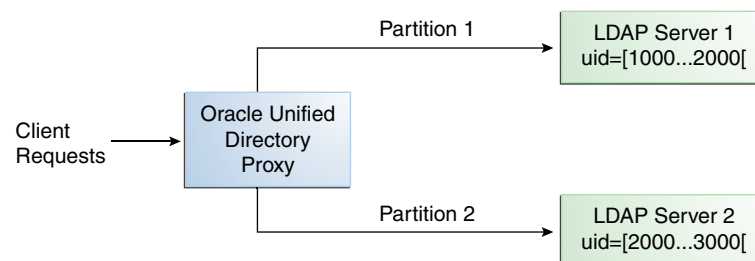 Partition 1
LDAP Server 1
uid=[1000...2000[
Client
Requests
Oracle Unified
Directory
Proxy
Partition 2
LDAP Server 2
uid=[2000...3000[